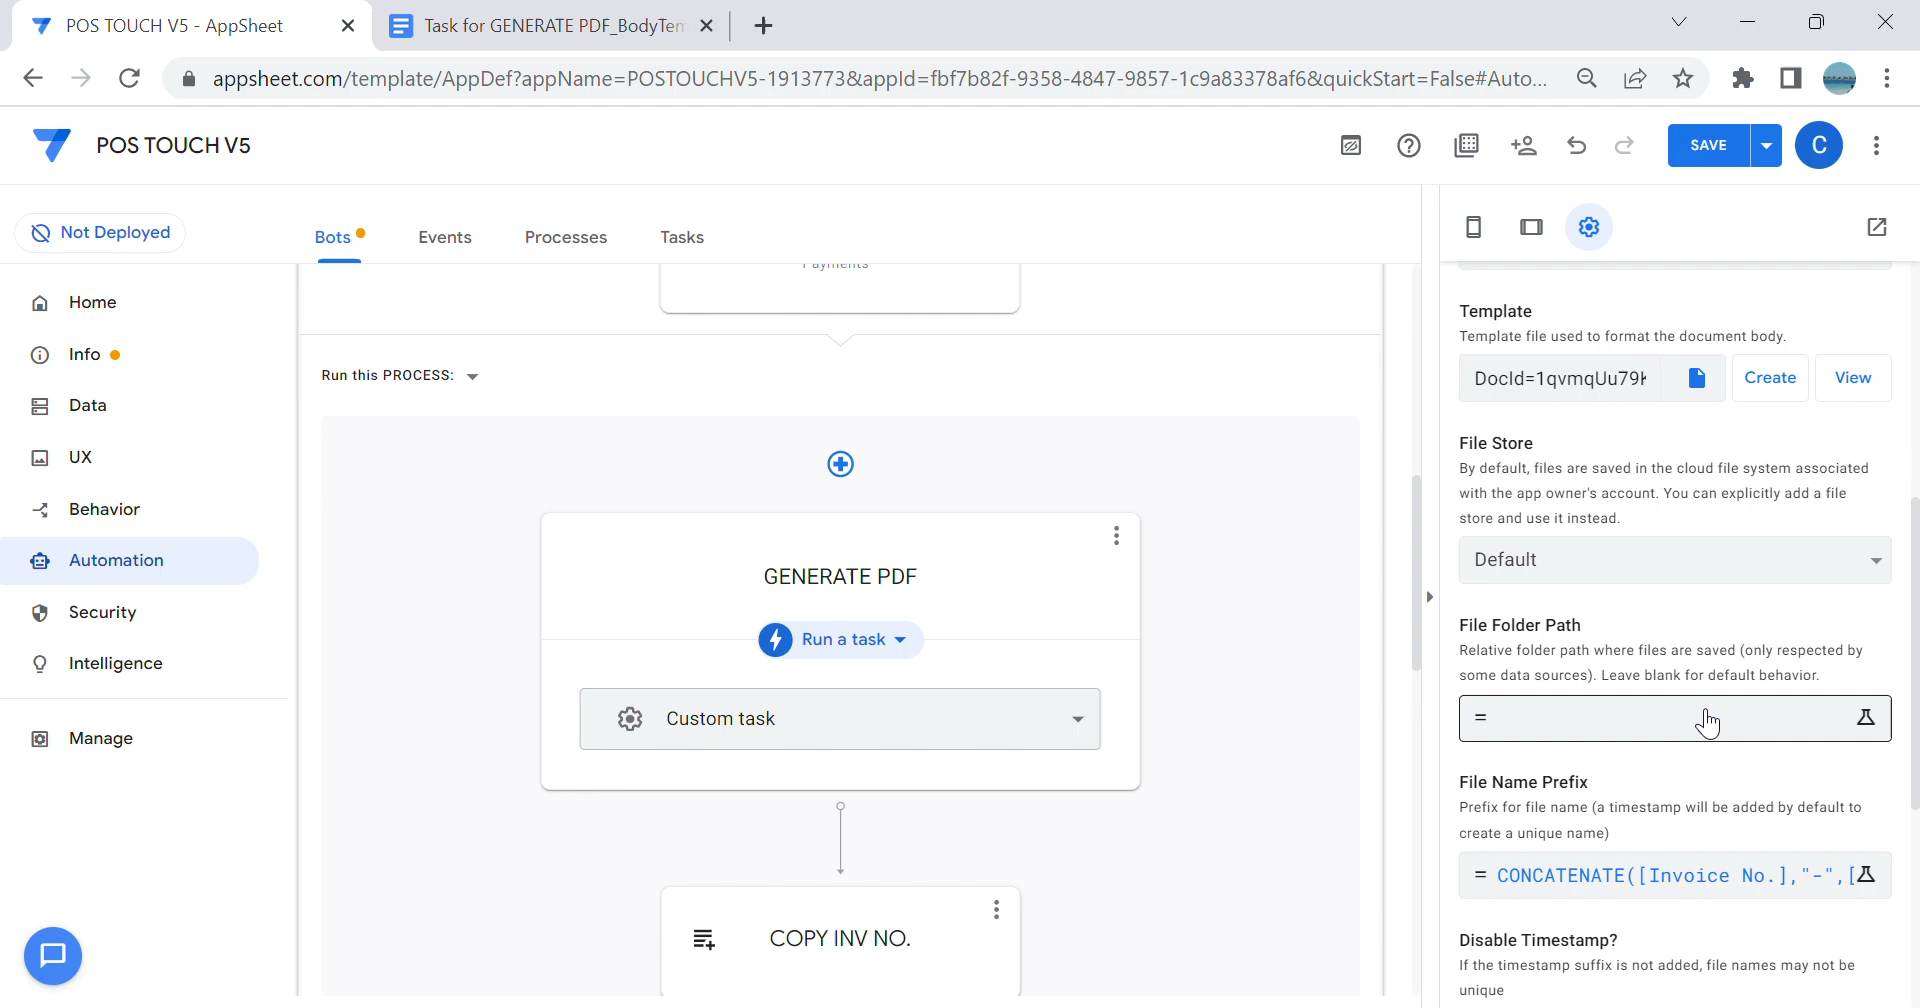 POS TOUCH V5 - AppSheet
Task for GENERATE PDF_BodyTem
appsheet.com/template/AppDef?appName=POSTOUCHV5-1913773&appId=fbf7b82f-9358-4847-9857-1c9a83378af6&quickStart=False#Auto...
POS TOUCH V5
SAVE
C
Not Deployed
Bots
Events
Processes
Tasks
Home
Info
Data
UX
Behavior
Automation
Security
Intelligence
Manage
Payments
Run this PROCESS:
GENERATE PDF
Run a task
Custom task
COPY INV NO.
Template
Template file used to format the document body.
DocId=1qvmqUu79k
Create
View
File Store
By default, files are saved in the cloud file system associated
with the app owner's account. You can explicitly add a file
store and use it instead.
Default
File Folder Path
Relative folder path where files are saved (only respected by
some data sources). Leave blank for default behavior.
=
File Name Prefix
Prefix for file name (a timestamp will be added by default to
create a unique name)
= CONCATENATE([Invoice No.],"-",[
Disable Timestamp?
If the timestamp suffix is not added, file names may not be
unique